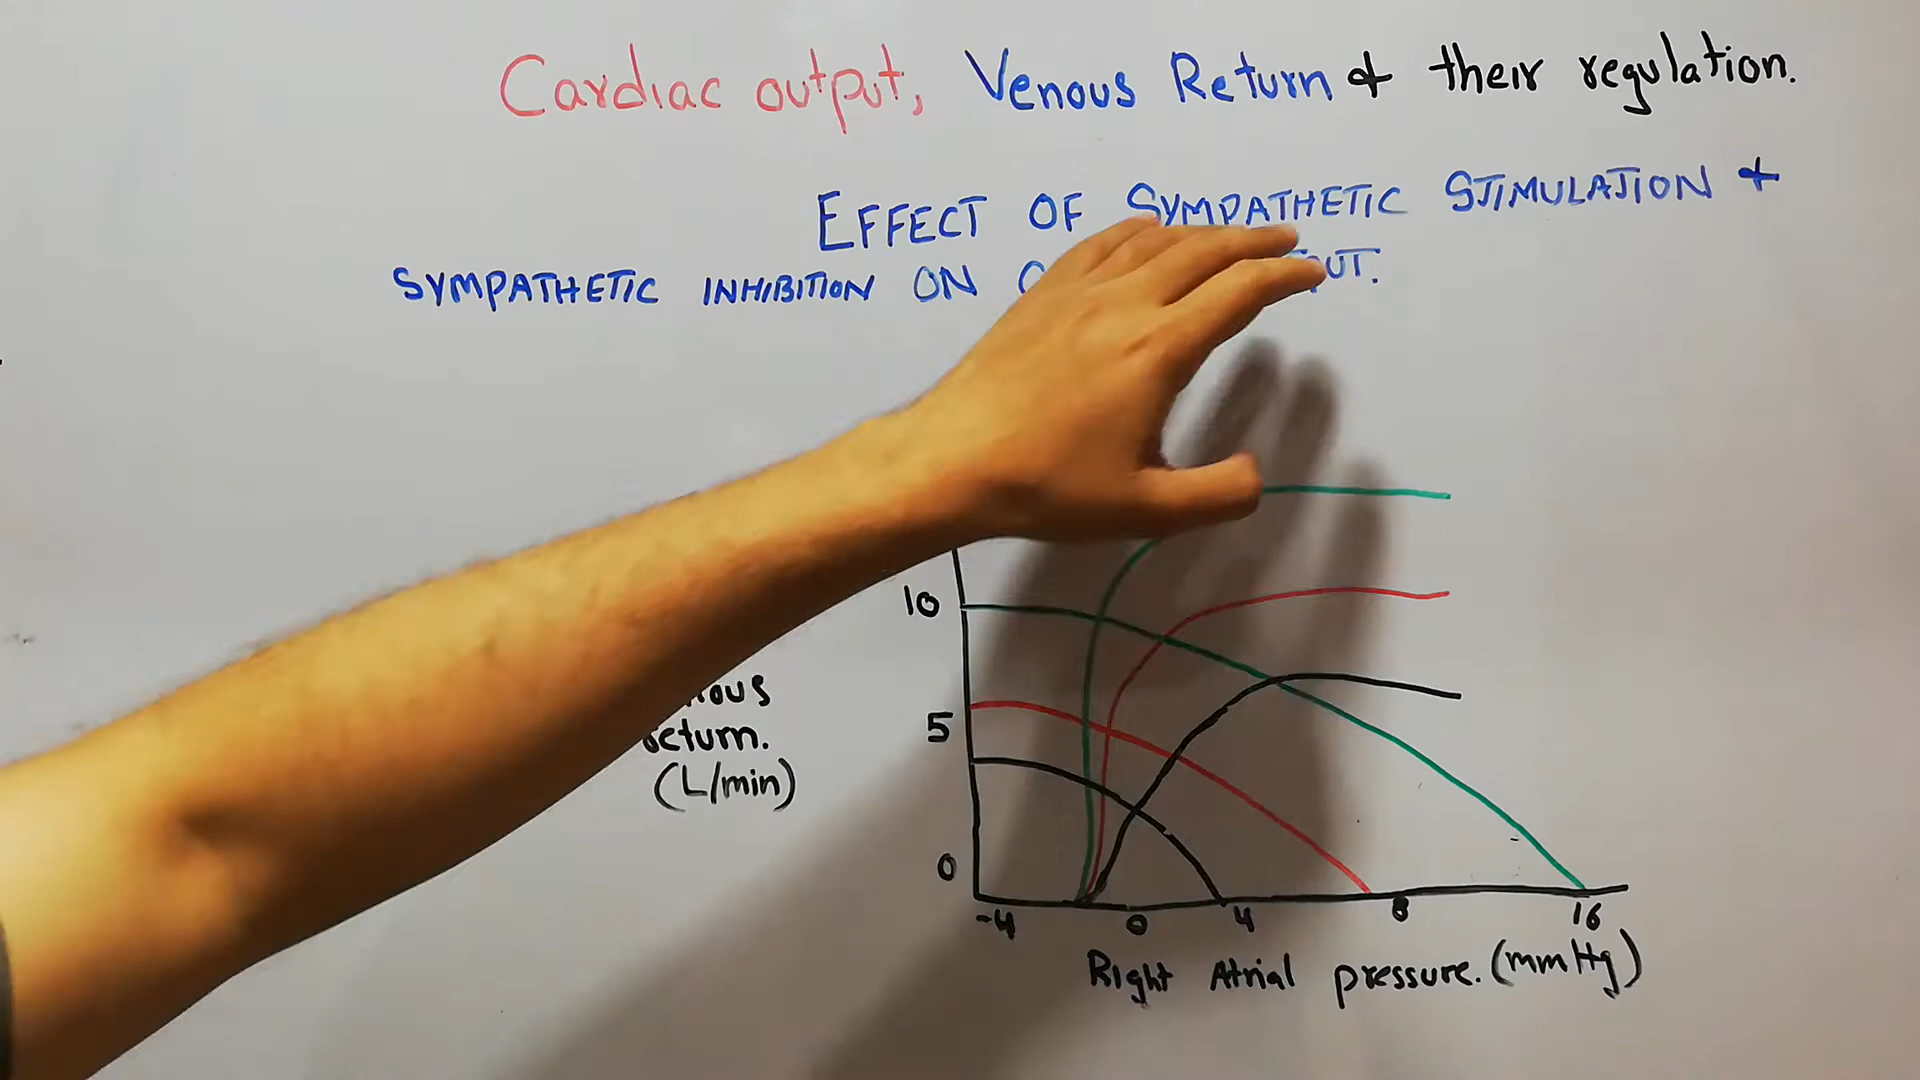 Cardiac output, Venous Return & their regulation.
EFFECT OF SYMPATHETIC STIMULATION &
SYMPATHETIC INHIBITION ON
10
5
return.
(L/min)
0
-4 0 4 8 16
Right Atrial pressure. (mmHg)